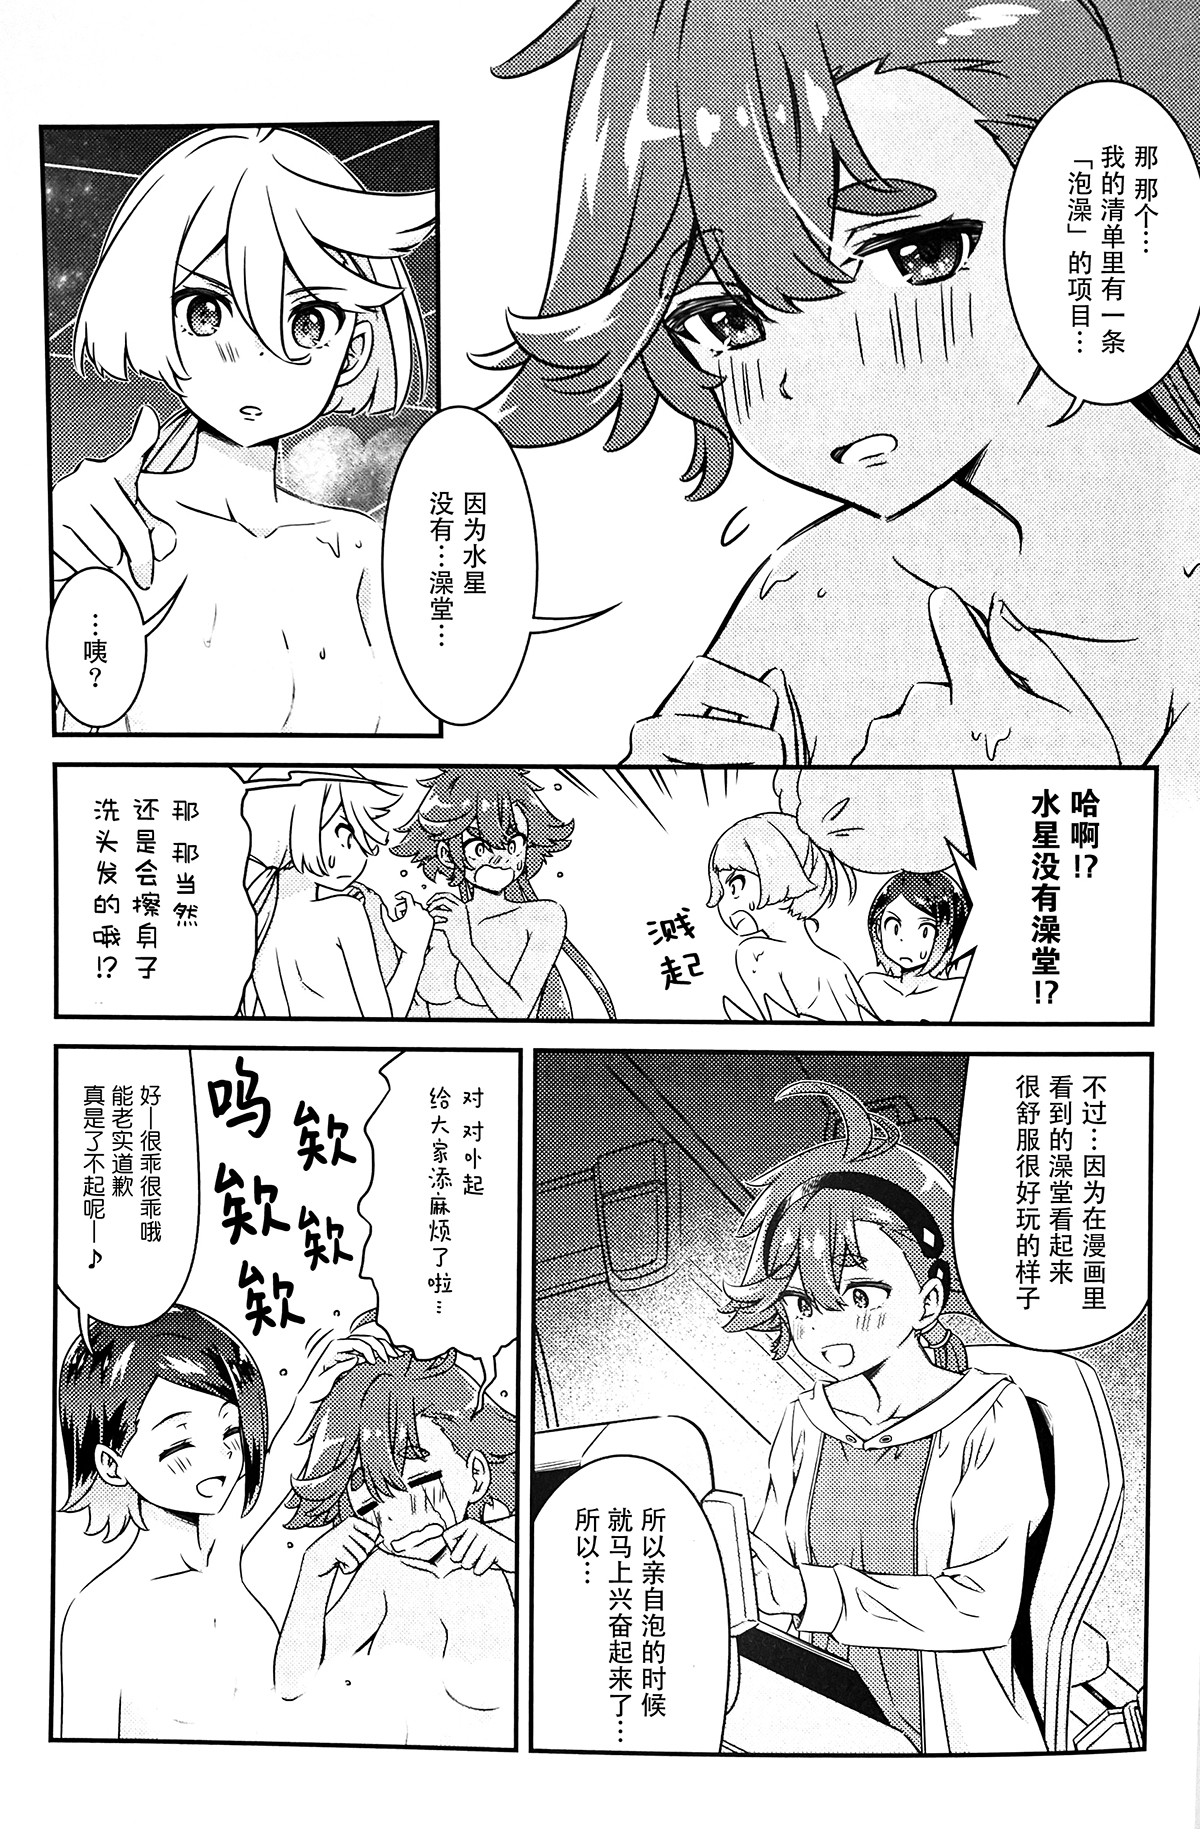 那 那个…
我的清单里有一条
「泡澡」的项目…
因为水星
没有…澡堂…
…咦？
哈啊!?
水星没有澡堂!?
溅起
那 那当然
还是会擦身子
洗头发的哦!?
不过…因为在漫画里
看到的澡堂看起来
很舒服很好玩的样子
所以亲自泡的时候
就马上兴奋起来了…
所以…
对 对卟起
给大家添麻烦了啦…
呜
欸
欸
欸
欸
好—很乖很乖哦
能老实道歉
真是了不起呢—♪